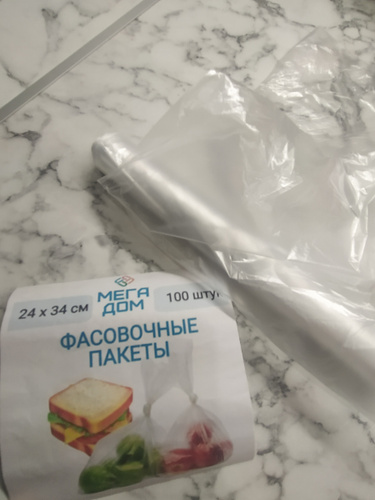 МЕГА
ДОМ
24 х 34 см
100 штук
ФАСОВОЧНЫЕ
ПАКЕТЫ